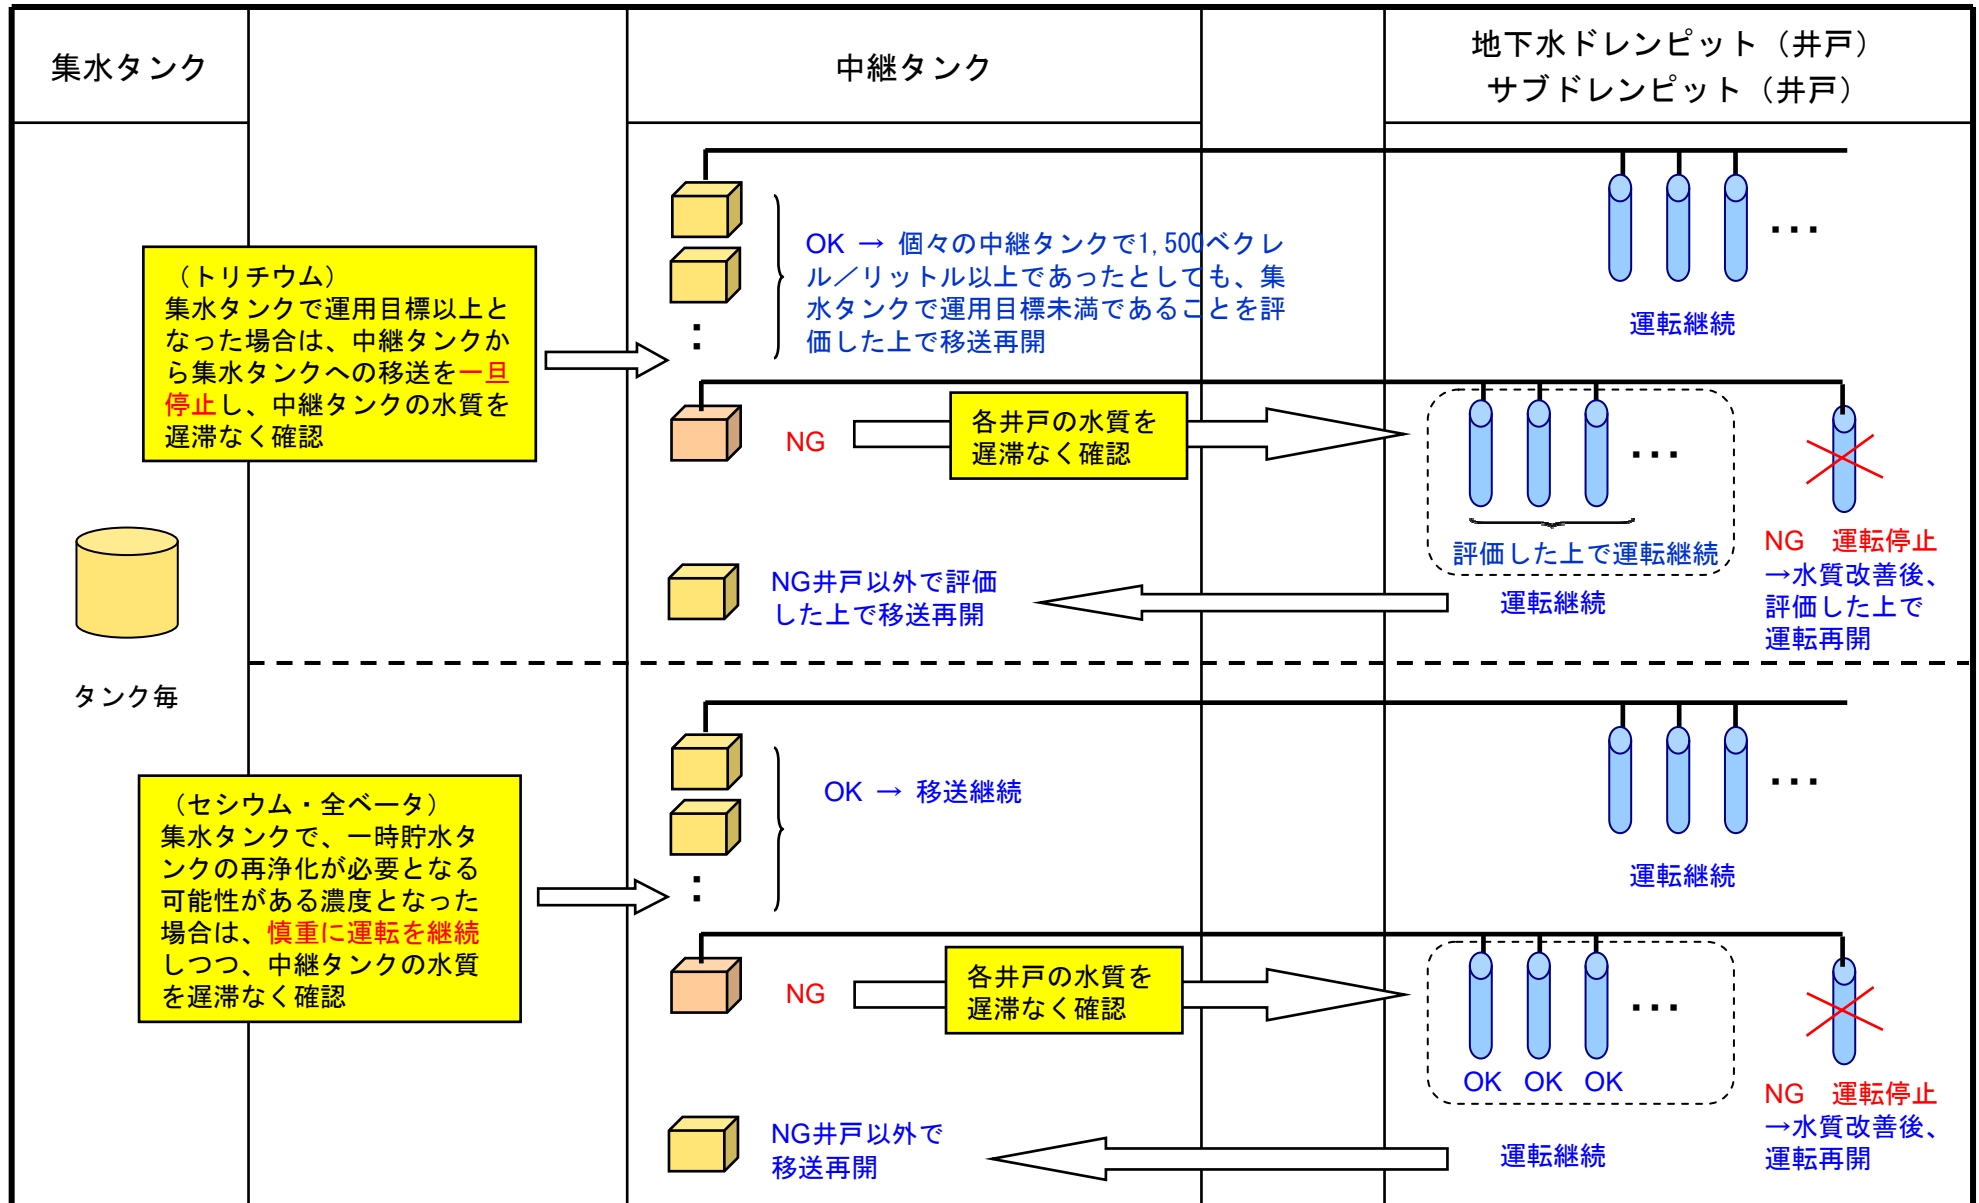 集水タンク
中継タンク
地下水ドレンピット（井戸）
サブドレンピット（井戸）
（トリチウム）
集水タンクで運用目標以上と
なった場合は、中継タンクか
ら集水タンクへの移送を一旦
停止し、中継タンクの水質を
遅滞なく確認
OK → 個々の中継タンクで1,500ベクレ
ル／リットル以上であったとしても、集
水タンクで運用目標未満であることを評
価した上で移送再開
：
…
運転継続
NG
各井戸の水質を
遅滞なく確認
…
評価した上で運転継続
運転継続
NG　運転停止
→水質改善後、
評価した上で
運転再開
NG井戸以外で評価
した上で移送再開
タンク毎
（セシウム・全ベータ）
集水タンクで、一時貯水タ
ンクの再浄化が必要となる
可能性がある濃度となった
場合は、慎重に運転を継続
しつつ、中継タンクの水質
を遅滞なく確認
OK → 移送継続
：
…
運転継続
NG
各井戸の水質を
遅滞なく確認
…
OK OK OK
運転継続
NG　運転停止
→水質改善後、
運転再開
NG井戸以外で
移送再開